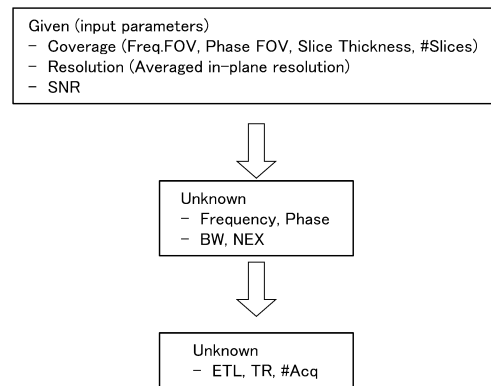 Given (input parameters)
- Coverage (Freq.FOV, Phase FOV, Slice Thickness, #Slices)
- Resolution (Averaged in-plane resolution)
- SNR
Unknown
- Frequency, Phase
- BW, NEX
Unknown
- ETL, TR, #Acq